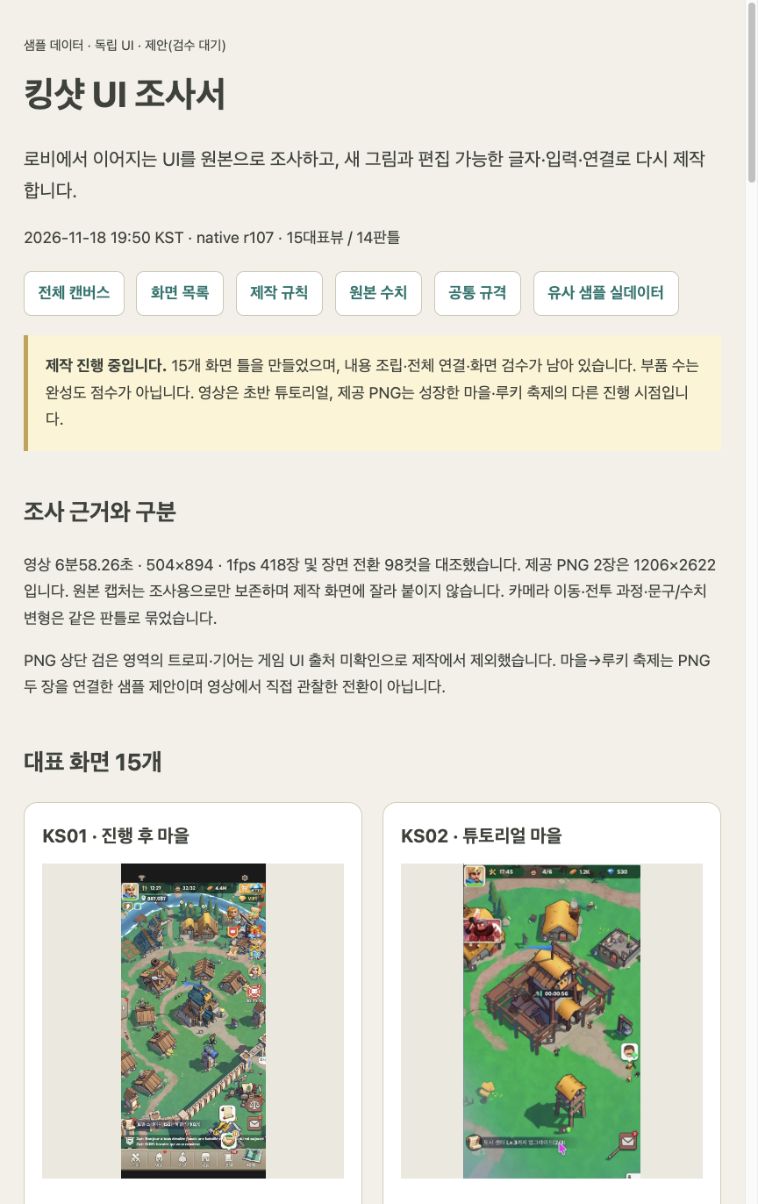 샘플 데이터 · 독립 UI · 제안(검수 대기)
킹샷 UI 조사서
로비에서 이어지는 UI를 원본으로 조사하고, 새 그림과 편집 가능한 글자·입력·연결로 다시 제작
합니다.
2026-11-18 19:50 KST · native r107 · 15대표뷰 / 14판틀
전체 캔버스
화면 목록
제작 규칙
원본 수치
공통 규격
유사 샘플 실데이터
제작 진행 중입니다. 15개 화면 틀을 만들었으며, 내용 조립·전체 연결·화면 검수가 남아 있습니다. 부품 수는
완성도 점수가 아닙니다. 영상은 초반 튜토리얼, 제공 PNG는 성장한 마을·루키 축제의 다른 진행 시점입니
다.
조사 근거와 구분
영상 6분58.26초 · 504×894 · 1fps 418장 및 장면 전환 98컷을 대조했습니다. 제공 PNG 2장은 1206×2622
입니다. 원본 캡처는 조사용으로만 보존하며 제작 화면에 잘라 붙이지 않습니다. 카메라 이동·전투 과정·문구/수치
변형은 같은 판틀로 묶었습니다.
PNG 상단 검은 영역의 트로피·기어는 게임 UI 출처 미확인으로 제작에서 제외했습니다. 마을→루키 축제는 PNG
두 장을 연결한 샘플 제안이며 영상에서 직접 관찰한 전환이 아닙니다.
대표 화면 15개
KS01 · 진행 후 마을
KS02 · 튜토리얼 마을
12:21
32/32
4.4M
17:43
4/6
1.2K
530
00:00:56